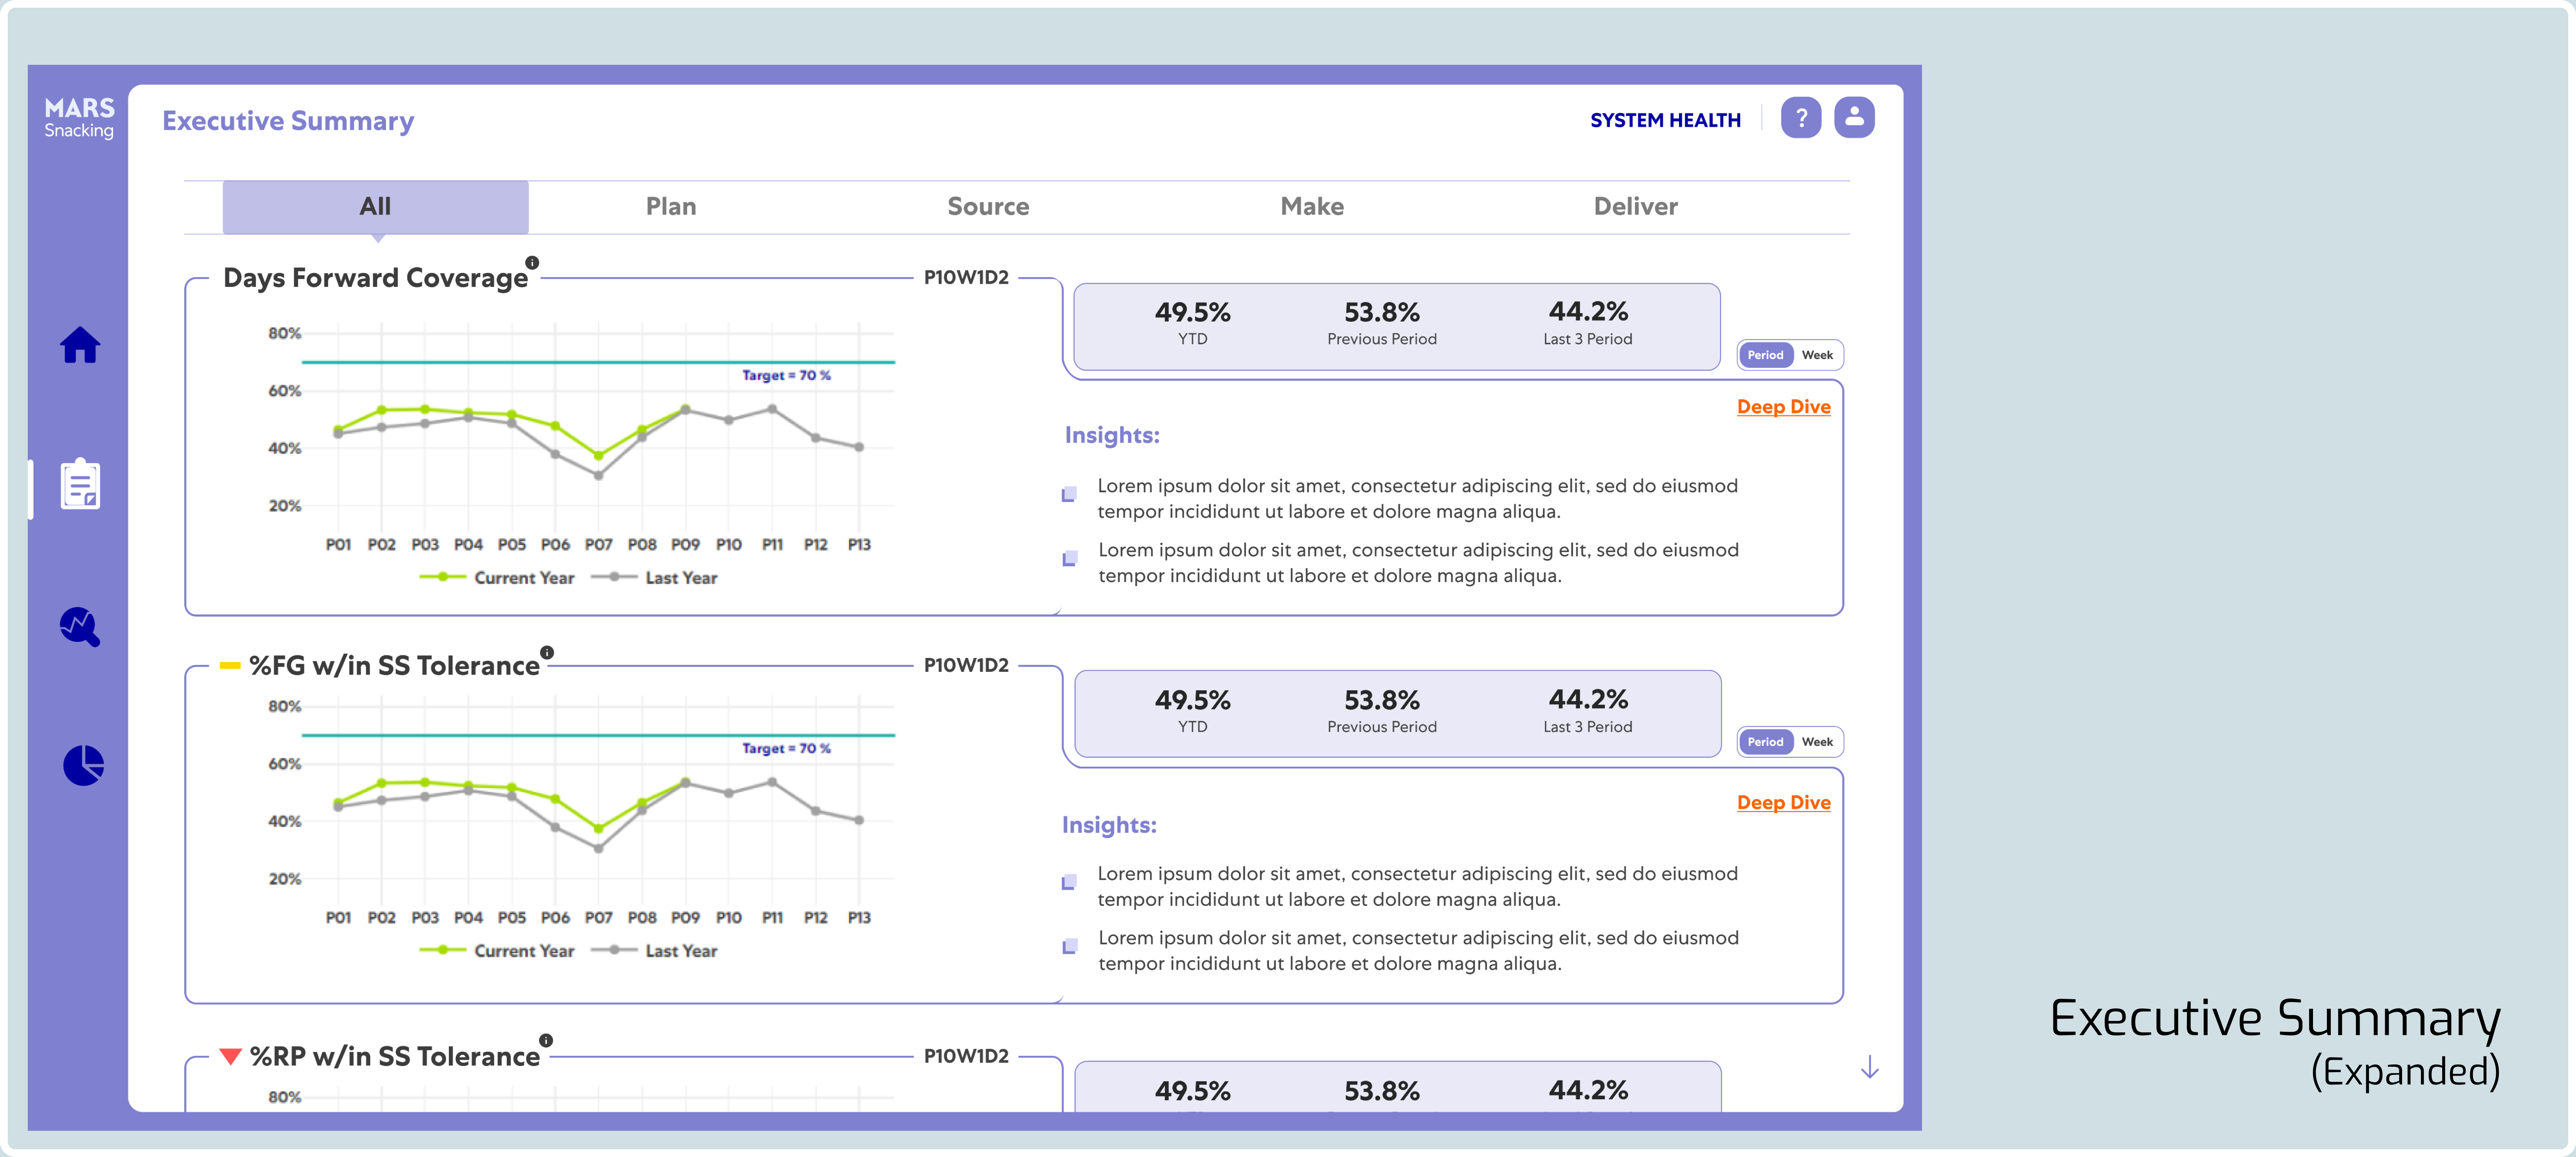 MARS
Snacking
Executive Summary
SYSTEM HEALTH
?
All
Plan
Source
Make
Deliver
Days Forward Coverage
i
P10W1D2
80%
60%
40%
20%
Target = 70 %
P01 P02 P03 P04 P05 P06 P07 P08 P09 P10 P11 P12 P13
Current Year
Last Year
49.5%
YTD
53.8%
Previous Period
44.2%
Last 3 Period
Period
Week
Deep Dive
Insights:
Lorem ipsum dolor sit amet, consectetur adipiscing elit, sed do eiusmod
tempor incididunt ut labore et dolore magna aliqua.
Lorem ipsum dolor sit amet, consectetur adipiscing elit, sed do eiusmod
tempor incididunt ut labore et dolore magna aliqua.
%FG w/in SS Tolerance
i
P10W1D2
80%
60%
40%
20%
Target = 70 %
P01 P02 P03 P04 P05 P06 P07 P08 P09 P10 P11 P12 P13
Current Year
Last Year
49.5%
YTD
53.8%
Previous Period
44.2%
Last 3 Period
Period
Week
Deep Dive
Insights:
Lorem ipsum dolor sit amet, consectetur adipiscing elit, sed do eiusmod
tempor incididunt ut labore et dolore magna aliqua.
Lorem ipsum dolor sit amet, consectetur adipiscing elit, sed do eiusmod
tempor incididunt ut labore et dolore magna aliqua.
%RP w/in SS Tolerance
i
P10W1D2
80%
49.5%
53.8%
44.2%
Executive Summary
(Expanded)